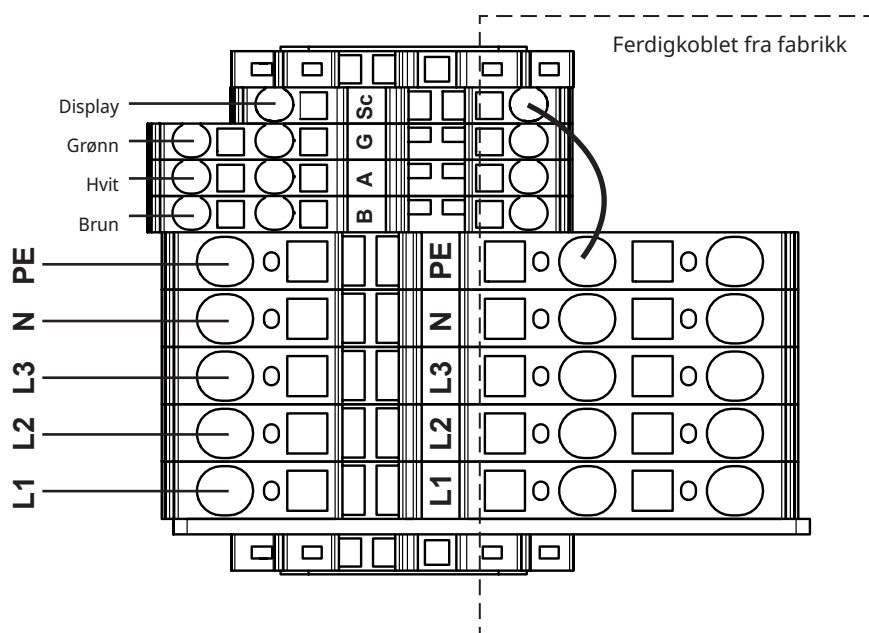 Ferdigkoblet fra fabrikk
Display
Sc
Grønn
G
Hvit
A
Brun
B
PE
PE
N
N
L3
L3
L2
L2
L1
L1